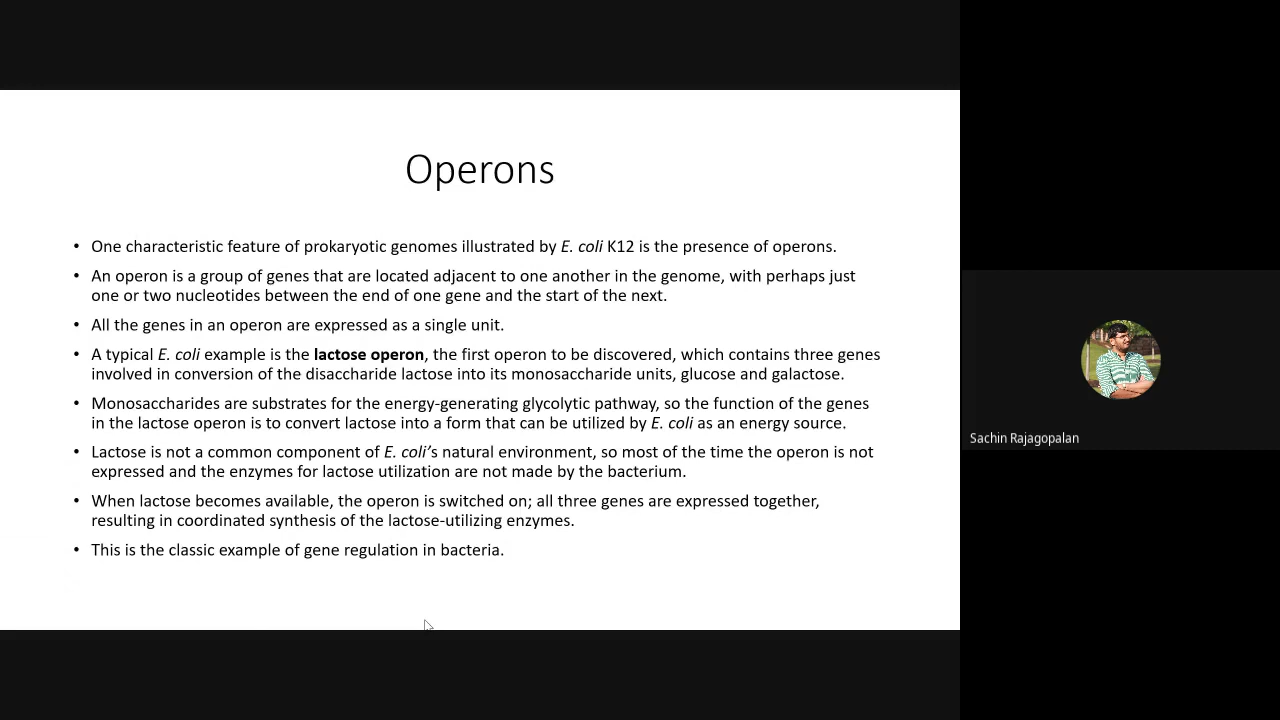 Operons
• One characteristic feature of prokaryotic genomes illustrated by E. coli K12 is the presence of operons.
• An operon is a group of genes that are located adjacent to one another in the genome, with perhaps just
one or two nucleotides between the end of one gene and the start of the next.
• All the genes in an operon are expressed as a single unit.
• A typical E. coli example is the lactose operon, the first operon to be discovered, which contains three genes
involved in conversion of the disaccharide lactose into its monosaccharide units, glucose and galactose.
• Monosaccharides are substrates for the energy-generating glycolytic pathway, so the function of the genes
in the lactose operon is to convert lactose into a form that can be utilized by E. coli as an energy source.
• Lactose is not a common component of E. coli’s natural environment, so most of the time the operon is not
expressed and the enzymes for lactose utilization are not made by the bacterium.
• When lactose becomes available, the operon is switched on; all three genes are expressed together,
resulting in coordinated synthesis of the lactose-utilizing enzymes.
• This is the classic example of gene regulation in bacteria.
Sachin Rajagopalan